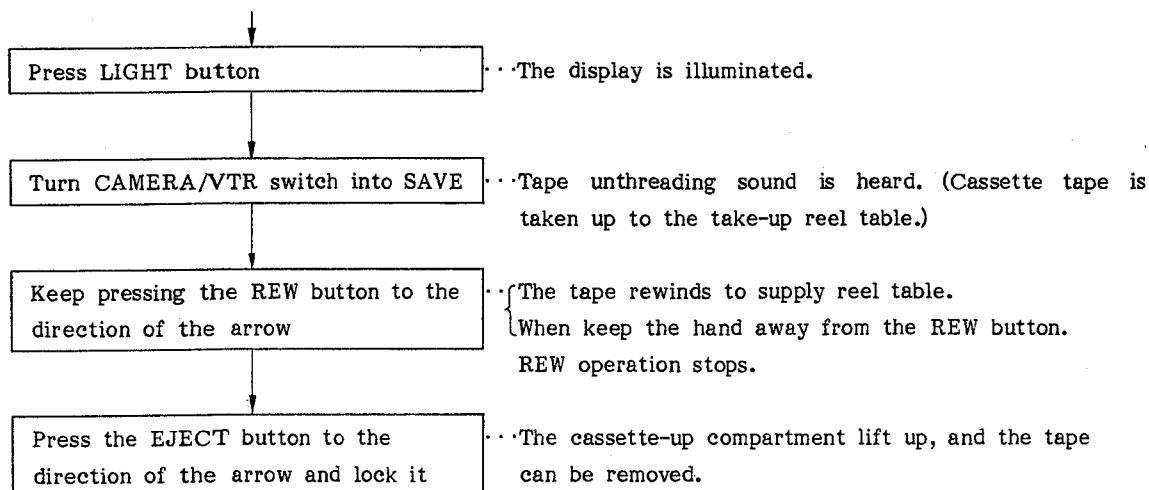 Press LIGHT button ···The display is illuminated.
Turn CAMERA/VTR switch into SAVE ···Tape unthreading sound is heard. (Cassette tape is
taken up to the take-up reel table.)
Keep pressing the REW button to the ··The tape rewinds to supply reel table.
direction of the arrow When keep the hand away from the REW button.
REW operation stops.
Press the EJECT button to the ···The cassette-up compartment lift up, and the tape
direction of the arrow and lock it can be removed.